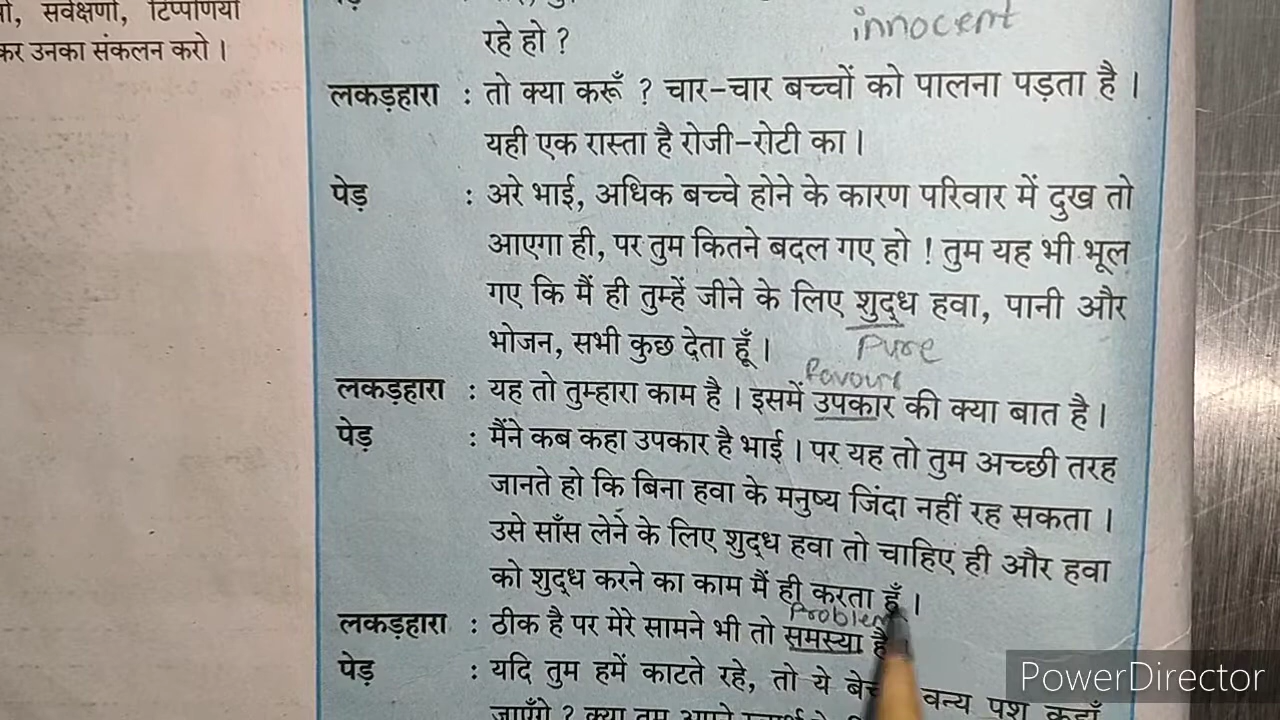 सर्वेक्षणों, टिप्पणियों
कर उनका संकलन करो ।
innocent
रहे हो ?
लकड़हारा : तो क्या करूँ ? चार-चार बच्चों को पालना पड़ता है ।
यही एक रास्ता है रोजी-रोटी का ।
पेड़ : अरे भाई, अधिक बच्चे होने के कारण परिवार में दुख तो
आएगा ही, पर तुम कितने बदल गए हो ! तुम यह भी भूल
गए कि मैं ही तुम्हें जीने के लिए शुद्ध हवा, पानी और
भोजन, सभी कुछ देता हूँ ।
Pure
favour
लकड़हारा : यह तो तुम्हारा काम है । इसमें उपकार की क्या बात है ।
पेड़ : मैंने कब कहा उपकार है भाई । पर यह तो तुम अच्छी तरह
जानते हो कि बिना हवा के मनुष्य जिंदा नहीं रह सकता ।
उसे साँस लेने के लिए शुद्ध हवा तो चाहिए ही और हवा
को शुद्ध करने का काम मैं ही करता हूँ ।
Problem
लकड़हारा : ठीक है पर मेरे सामने भी तो समस्या है
पेड़ : यदि तुम हमें काटते रहे, तो ये वन्य पशु कहाँ
जाएँगे ? क्या तुम अपने
PowerDirector